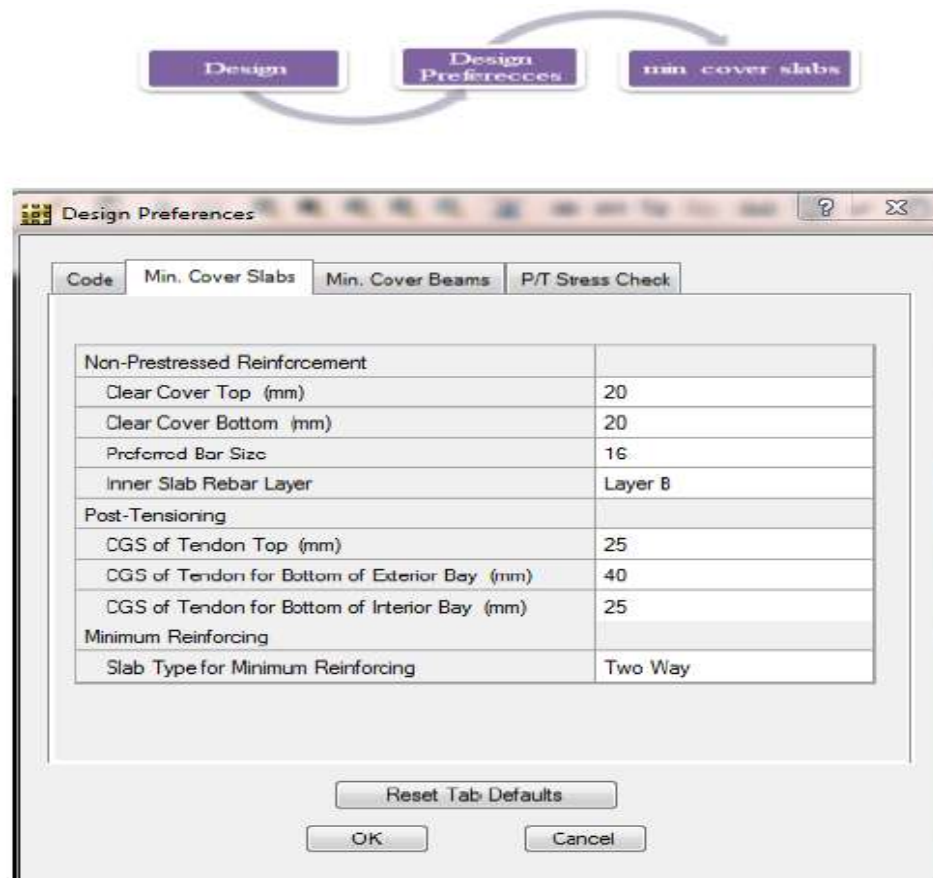 Design
Design
Preferecces
min cover slabs
Design Preferences
Code Min. Cover Slabs Min. Cover Beams P/T Stress Check
Non-Prestressed Reinforcement
Clear Cover Top (mm) 20
Clear Cover Bottom (mm) 20
Preferred Bar Size 16
Inner Slab Rebar Layer Layer B
Post-Tensioning
CGS of Tendon Top (mm) 25
CGS of Tendon for Bottom of Exterior Bay (mm) 40
CGS of Tendon for Bottom of Interior Bay (mm) 25
Minimum Reinforcing
Slab Type for Minimum Reinforcing Two Way
Reset Tab Defaults
OK Cancel